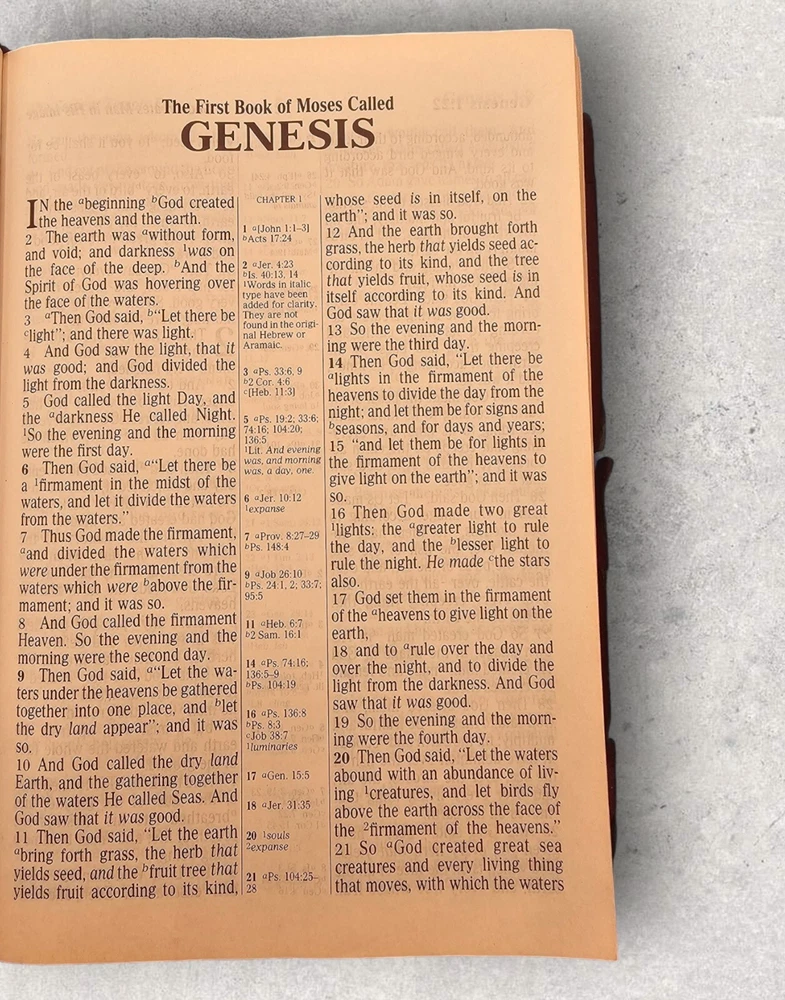 The First Book of Moses Called
GENESIS
IN the ᵃbeginning ᵇGod created
the heavens and the earth.
2 The earth was ᵃwithout form,
and void; and darkness ¹was on
the face of the deep. ᵇAnd the
Spirit of God was hovering over
the face of the waters.
3 ᵃThen God said, ᵇ“Let there be
ᶜlight”; and there was light.
4 And God saw the light, that it
was good; and God divided the
light from the darkness.
5 God called the light Day, and
the ᵃdarkness He called Night.
¹So the evening and the morning
were the first day.
6 Then God said, ᵃ“Let there be
a ¹firmament in the midst of the
waters, and let it divide the waters
from the waters.”
7 Thus God made the firmament,
ᵃand divided the waters which
were under the firmament from the
waters which were ᵇabove the fir-
mament; and it was so.
8 And God called the firmament
Heaven. So the evening and the
morning were the second day.
9 Then God said, ᵃ“Let the wa-
ters under the heavens be gathered
together into one place, and ᵇlet
the dry land appear”; and it was
so.
10 And God called the dry land
Earth, and the gathering together
of the waters He called Seas. And
God saw that it was good.
11 Then God said, “Let the earth
ᵃbring forth grass, the herb that
yields seed, and the ᵇfruit tree that
yields fruit according to its kind,
CHAPTER 1
1 ᵃ[John 1:1–3]
ᵇActs 17:24
2 ᵃJer. 4:23
ᵇIs. 40:13, 14
¹Words in italic
type have been
added for clarity.
They are not
found in the origi-
nal Hebrew or
Aramaic.
3 ᵃPs. 33:6, 9
ᵇ2 Cor. 4:6
ᶜ[Heb. 11:3]
5 ᵃPs. 19:2; 33:6;
74:16; 104:20;
136:5
¹Lit. And evening
was, and morning
was, a day, one.
6 ᵃJer. 10:12
¹expanse
7 ᵃProv. 8:27–29
ᵇPs. 148:4
9 ᵃJob 26:10
ᵇPs. 24:1, 2; 33:7;
95:5
11 ᵃHeb. 6:7
ᵇ2 Sam. 16:1
14 ᵃPs. 74:16;
136:5–9
ᵇPs. 104:19
16 ᵃPs. 136:8
ᵇPs. 8:3
ᶜJob 38:7
¹luminaries
17 ᵃGen. 15:5
18 ᵃJer. 31:35
20 ¹souls
²expanse
21 ᵃPs. 104:25–
28
whose seed is in itself, on the
earth”; and it was so.
12 And the earth brought forth
grass, the herb that yields seed ac-
cording to its kind, and the tree
that yields fruit, whose seed is in
itself according to its kind. And
God saw that it was good.
13 So the evening and the morn-
ing were the third day.
14 Then God said, “Let there be
ᵃlights in the firmament of the
heavens to divide the day from the
night; and let them be for signs and
ᵇseasons, and for days and years;
15 “and let them be for lights in
the firmament of the heavens to
give light on the earth”; and it was
so.
16 Then God made two great
¹lights: the ᵃgreater light to rule
the day, and the ᵇlesser light to
rule the night. He made ᶜthe stars
also.
17 God set them in the firmament
of the ᵃheavens to give light on the
earth,
18 and to ᵃrule over the day and
over the night, and to divide the
light from the darkness. And God
saw that it was good.
19 So the evening and the morn-
ing were the fourth day.
20 Then God said, “Let the waters
abound with an abundance of liv-
ing ¹creatures, and let birds fly
above the earth across the face of
the ²firmament of the heavens.”
21 So ᵃGod created great sea
creatures and every living thing
that moves, with which the waters